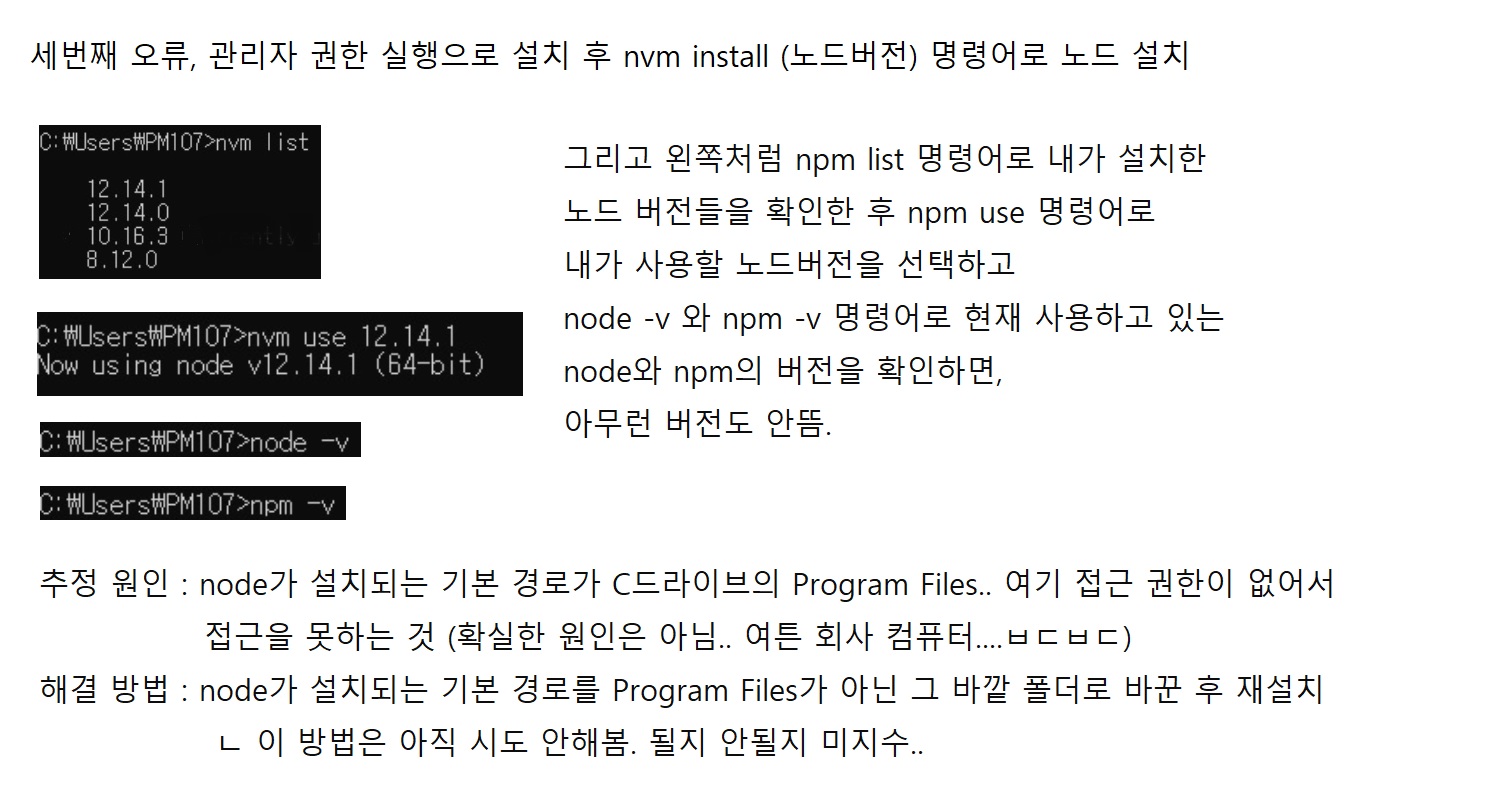 세번째 오류, 관리자 권한 실행으로 설치 후 nvm install (노드버전) 명령어로 노드 설치
C:₩Users₩PM107>nvm list
12.14.1
12.14.0
10.16.3
8.12.0
C:₩Users₩PM107>nvm use 12.14.1
Now using node v12.14.1 (64-bit)
C:₩Users₩PM107>node -v
C:₩Users₩PM107>npm -v
그리고 왼쪽처럼 npm list 명령어로 내가 설치한
노드 버전들을 확인한 후 npm use 명령어로
내가 사용할 노드버전을 선택하고
node -v 와 npm -v 명령어로 현재 사용하고 있는
node와 npm의 버전을 확인하면,
아무런 버전도 안뜸.
추정 원인 : node가 설치되는 기본 경로가 C드라이브의 Program Files.. 여기 접근 권한이 없어서
접근을 못하는 것 (확실한 원인은 아님.. 여튼 회사 컴퓨터....ㅂㄷㅂㄷ)
해결 방법 : node가 설치되는 기본 경로를 Program Files가 아닌 그 바깥 폴더로 바꾼 후 재설치
ㄴ 이 방법은 아직 시도 안해봄. 될지 안될지 미지수..